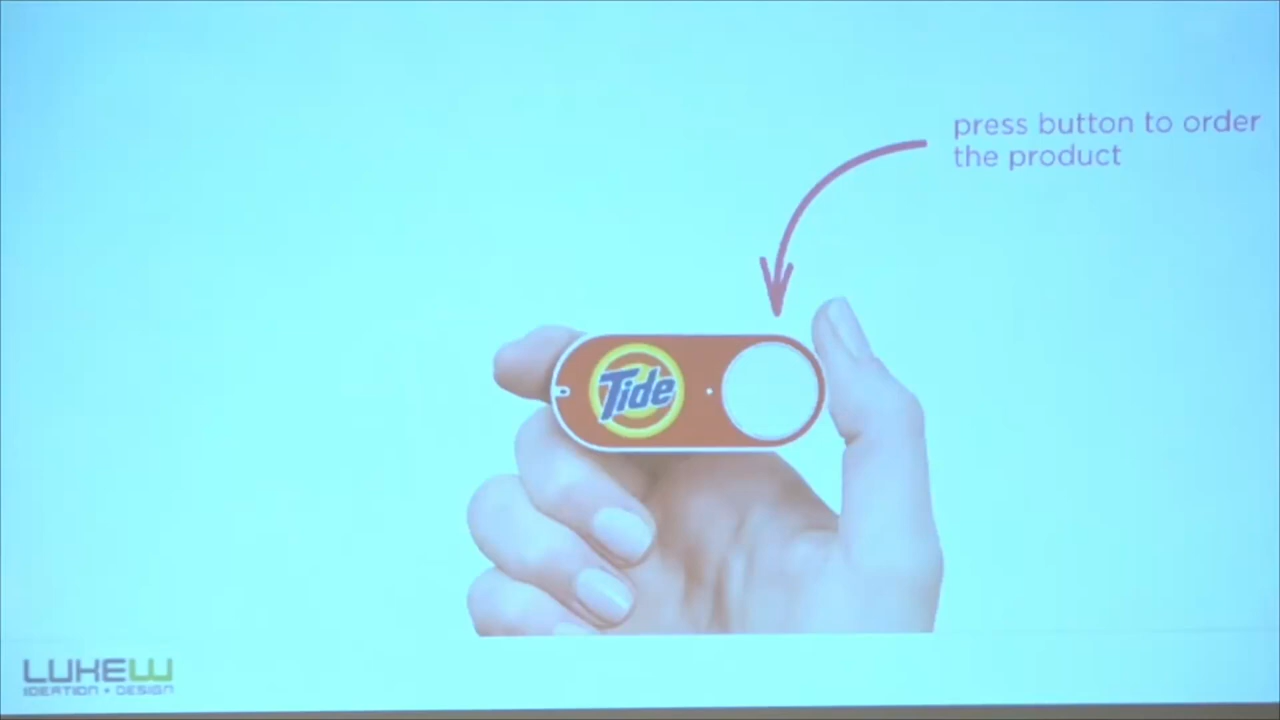 press button to order
the product
Tide
LUKEW
IDEATION + DESIGN